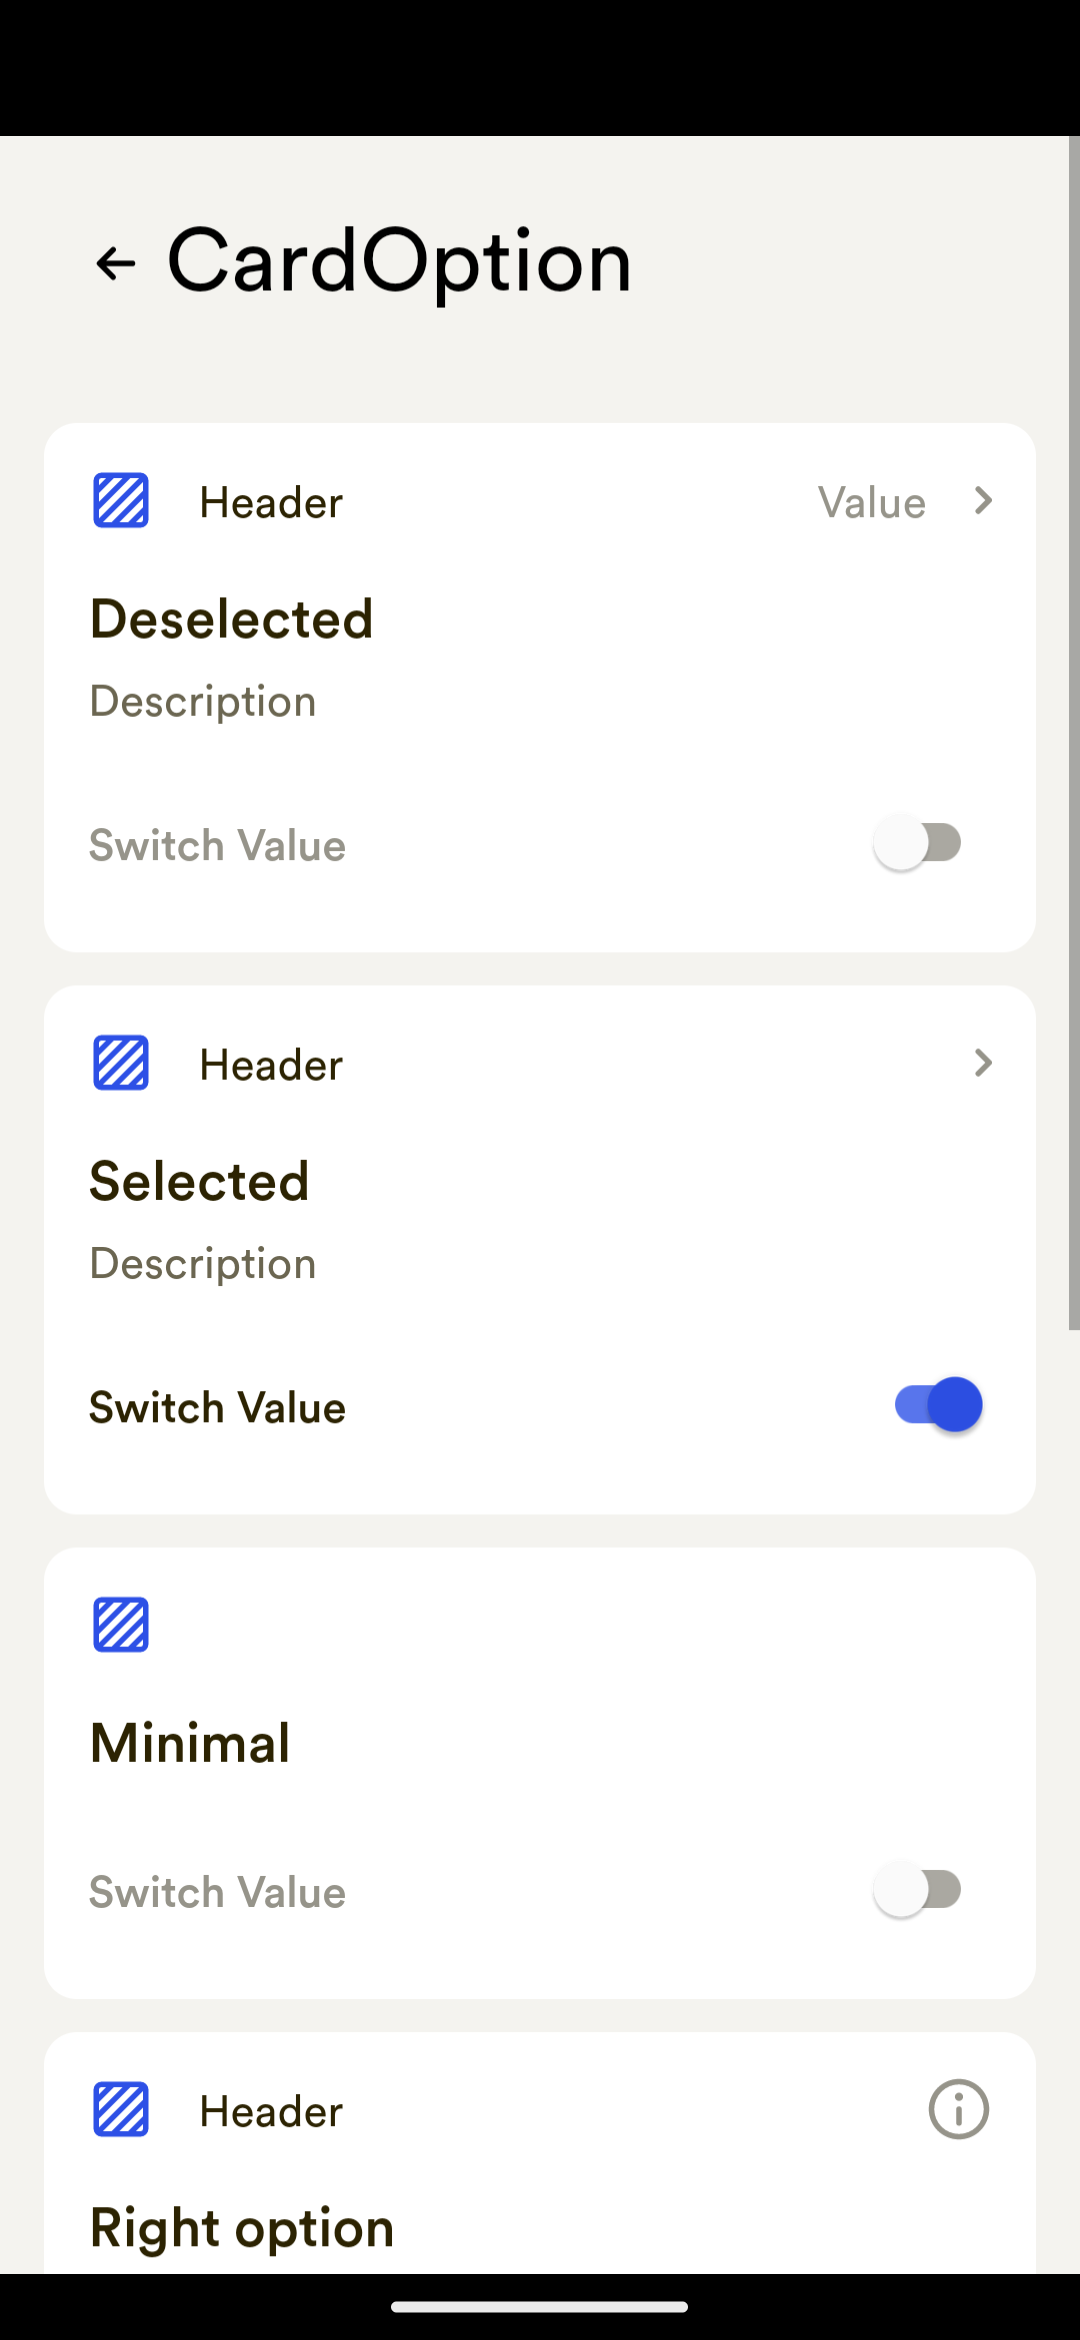 CardOption
Header Value
Deselected
Description
Switch Value
Header
Selected
Description
Switch Value
Minimal
Switch Value
Header
Right option